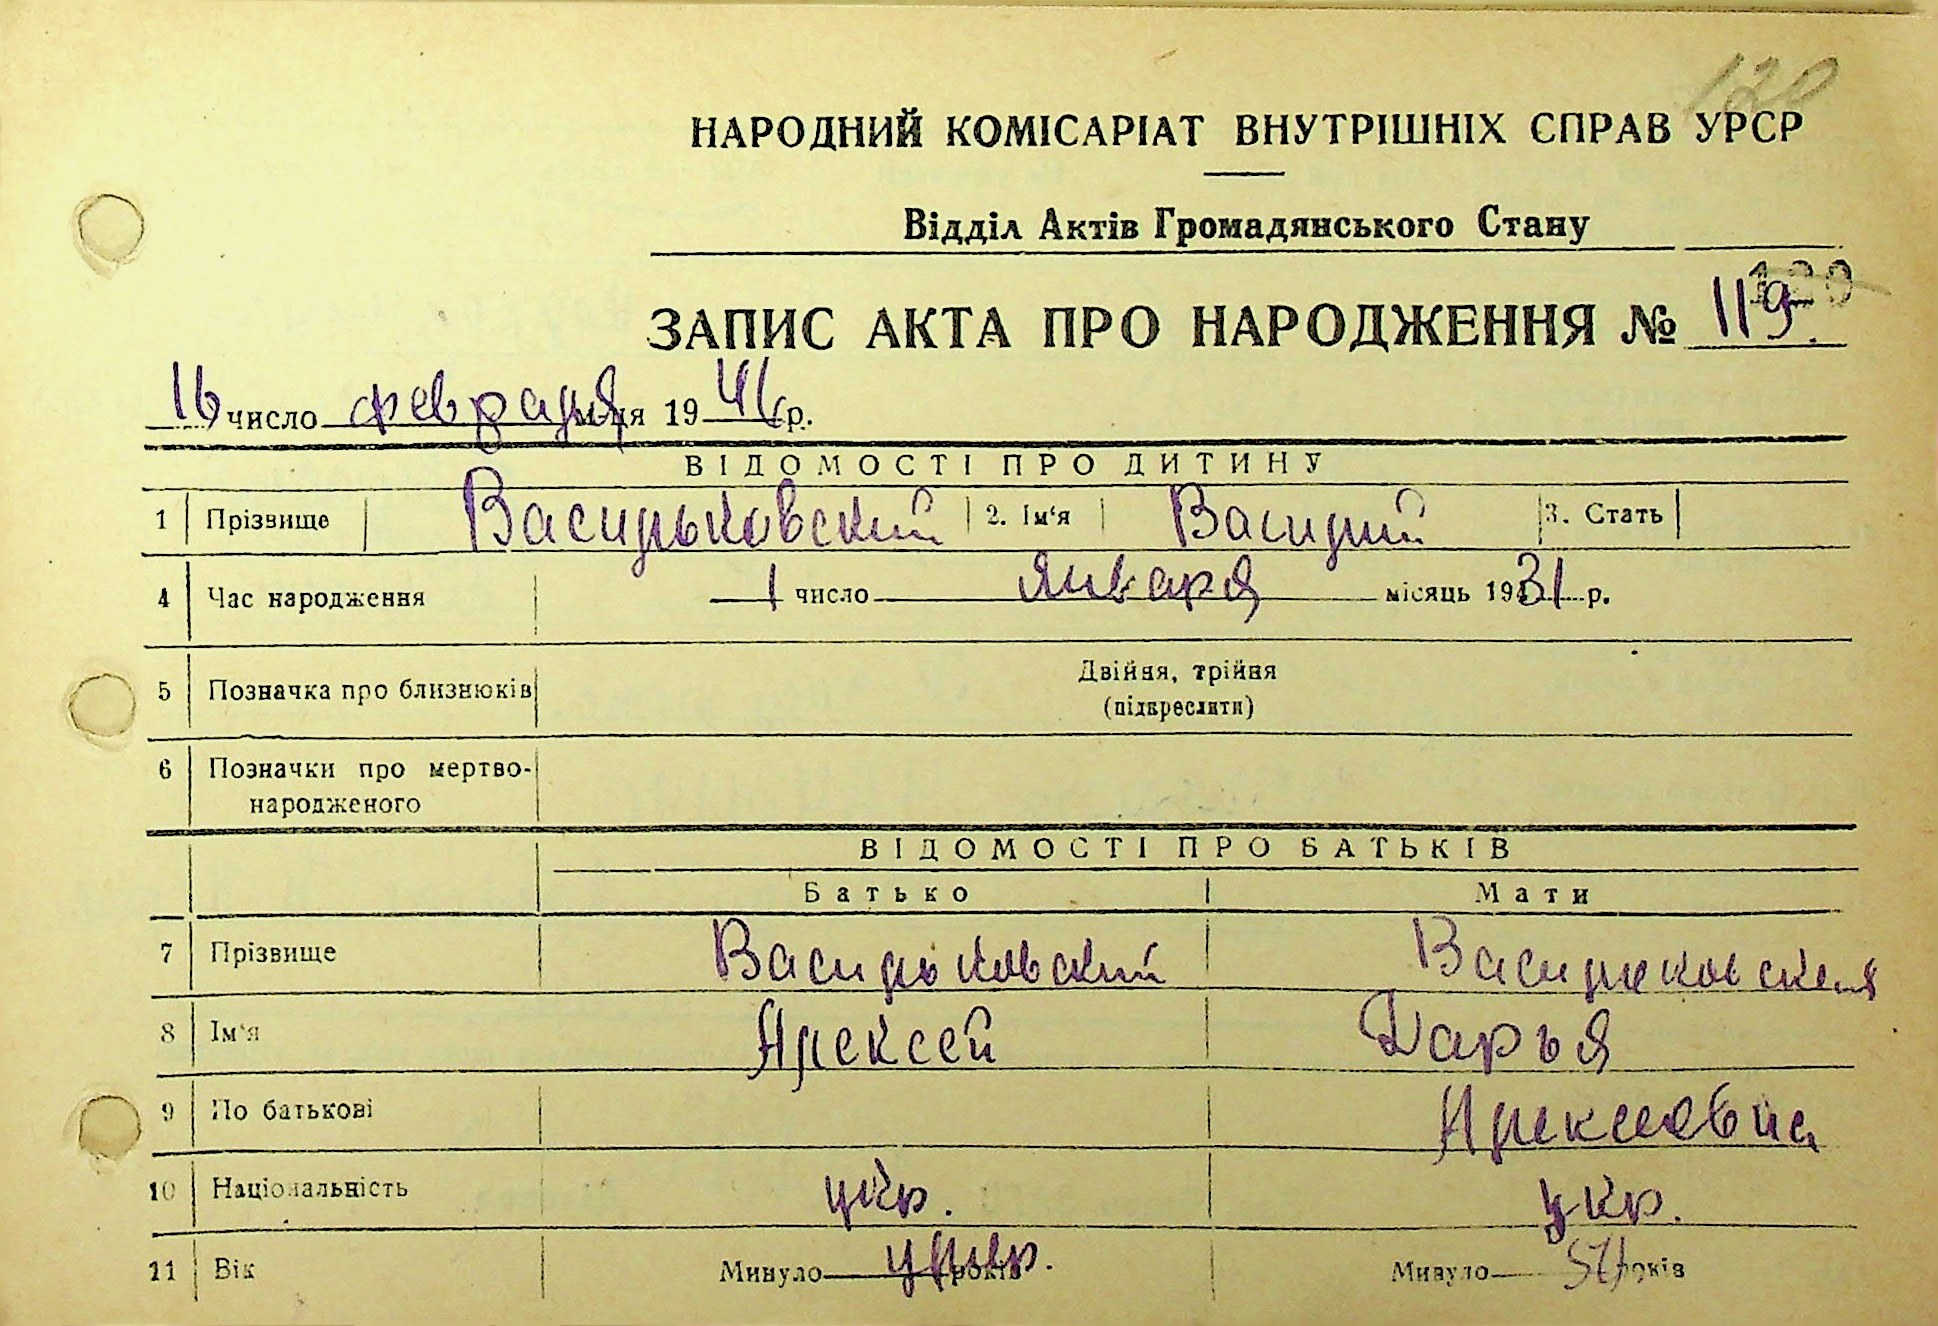 120
НАРОДНИЙ КОМІСАРІАТ ВНУТРІШНІХ СПРАВ УРСР
Відділ Актів Громадянського Стану
120
ЗАПИС АКТА ПРО НАРОДЖЕННЯ № 119.
16 число февраля м-ця 1946 р.
ВІДОМОСТІ ПРО ДИТИНУ
1 Прізвище Васильковский 2. Ім'я Василий 3. Стать
4 Час народження 1 число января місяць 1931 р.
5 Позначка про близнюків Двійня, трійня
(підкреслити)
6 Позначки про мертво-
народженого
ВІДОМОСТІ ПРО БАТЬКІВ
Батько Мати
7 Прізвище Васильковский Васильковская
8 Ім'я Алексей Дарья
9 По батькові Алексеевна
10 Національність укр. укр.
11 Вік Минуло умер. років Минуло років